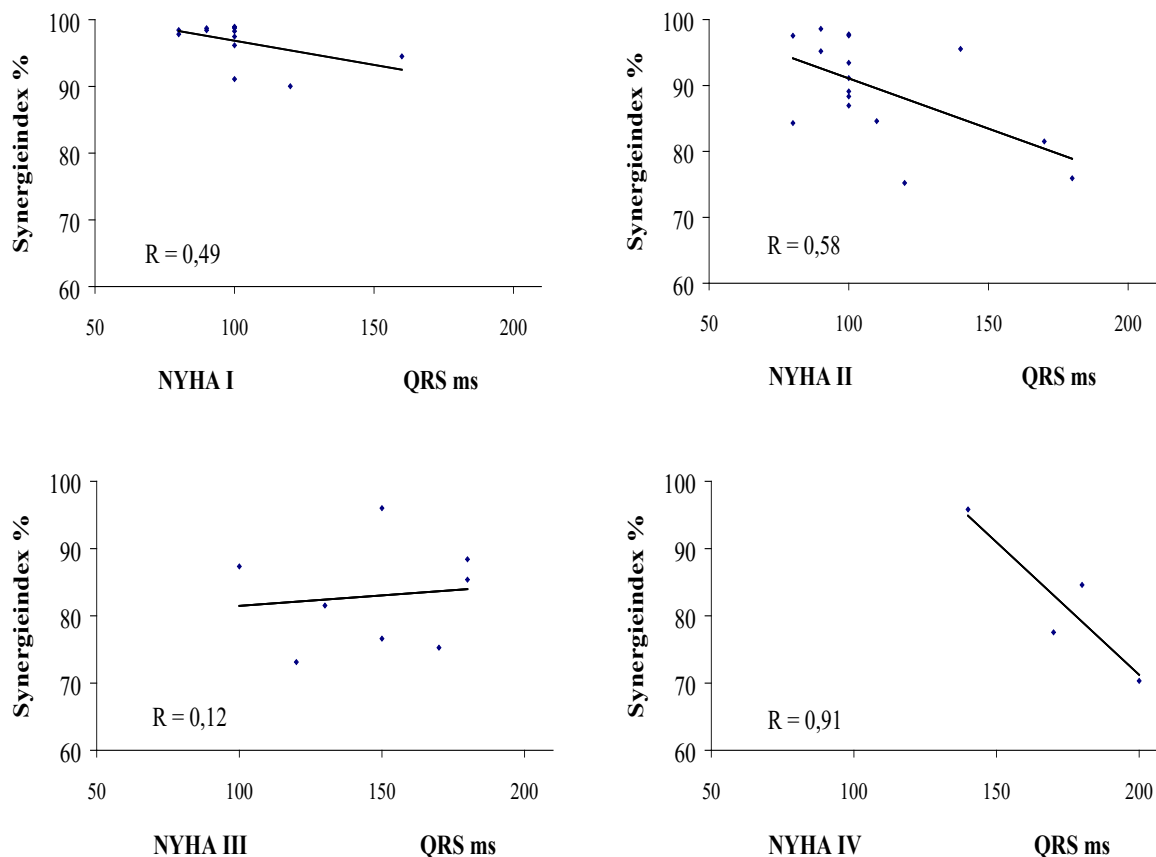 Synergieindex %
100
90
80
70
60
R = 0,49
50
100
150
200
NYHA I
QRS ms
Synergieindex %
100
90
80
70
60
R = 0,58
50
100
150
200
NYHA II
QRS ms
Synergieindex %
100
90
80
70
60
R = 0,12
50
100
150
200
NYHA III
QRS ms
Synergieindex %
100
90
80
70
60
R = 0,91
50
100
150
200
NYHA IV
QRS ms